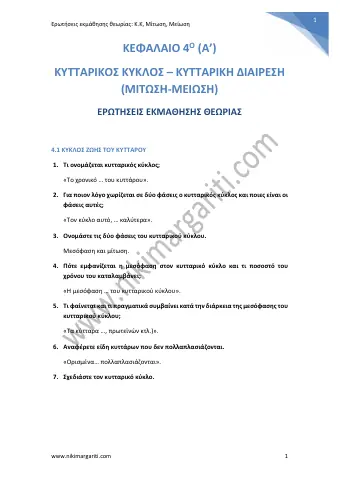 1
Ερωτήσεις εκμάθησης θεωρίας: Κ.Κ, Μίτωση, Μείωση
ΚΕΦΑΛΑΙΟ 4Ο (Α’)
ΚΥΤΤΑΡΙΚΟΣ ΚΥΚΛΟΣ – ΚΥΤΤΑΡΙΚΗ ΔΙΑΙΡΕΣΗ
(ΜΙΤΩΣΗ-ΜΕΙΩΣΗ)
ΕΡΩΤΗΣΕΙΣ ΕΚΜΑΘΗΣΗΣ ΘΕΩΡΙΑΣ
4.1 ΚΥΚΛΟΣ ΖΩΗΣ ΤΟΥ ΚΥΤΤΑΡΟΥ
1. Τι ονομάζεται κυτταρικός κύκλος;
«Το χρονικό … του κυττάρου».
2. Για ποιον λόγο χωρίζεται σε δύο φάσεις ο κυτταρικός κύκλος και ποιες είναι οι
φάσεις αυτές;
«Τον κύκλο αυτό, … καλύτερα».
3. Ονομάστε τις δύο φάσεις του κυτταρικού κύκλου.
Μεσόφαση και μίτωση.
4. Πότε εμφανίζεται η μεσόφαση στον κυτταρικό κύκλο και τι ποσοστό του
χρόνου του καταλαμβάνει;
«Η μεσόφαση … του κυτταρικού κύκλου».
5. Τι φαίνεται και τι πραγματικά συμβαίνει κατά την διάρκεια της μεσόφασης του
κυτταρικού κύκλου;
«Τα κύτταρα …, πρωτεϊνών κτλ.)».
6. Αναφέρετε είδη κυττάρων που δεν πολλαπλασιάζονται.
«Ορισμένα… πολλαπλασιάζονται».
7. Σχεδιάστε τον κυτταρικό κύκλο.
www.nikimargariti.com
www.nikimargariti.com 1